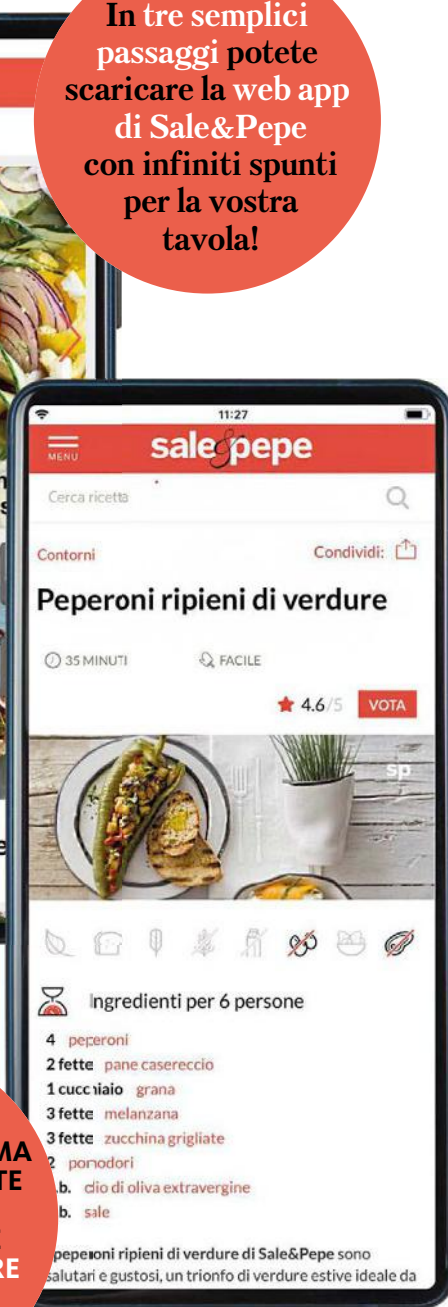 In tre semplici
passaggi potete
scaricare la web app
di Sale&Pepe
con infiniti spunti
per la vostra
tavola!
11:27
MENU
sale&pepe
Cerca ricetta
Contorni
Condividi:
Peperoni ripieni di verdure
35 MINUTI
FACILE
4.6/5
VOTA
sp
Ingredienti per 6 persone
4 peperoni
2 fette pane casereccio
1 cucchiaio grana
3 fette melanzana
3 fette zucchina grigliate
2 pomodori
.b. olio di oliva extravergine
b. sale
peperoni ripieni di verdure di Sale&Pepe sono
salutari e gustosi, un trionfo di verdure estive ideale da
MA
TE
RE